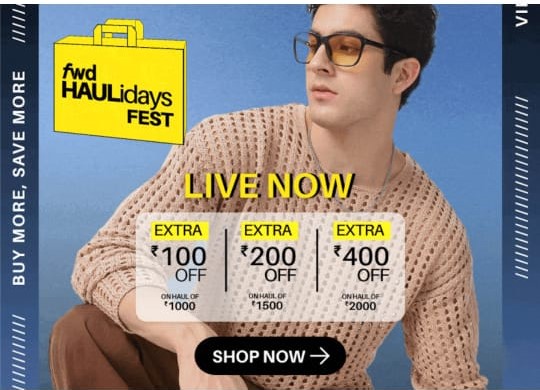 fwd
HAULidays
FEST
BUY MORE, SAVE MORE
LIVE NOW
EXTRA
₹100
OFF
ON HAUL OF
₹1000
EXTRA
₹200
OFF
ON HAUL OF
₹1500
EXTRA
₹400
OFF
ON HAUL OF
₹2000
SHOP NOW →